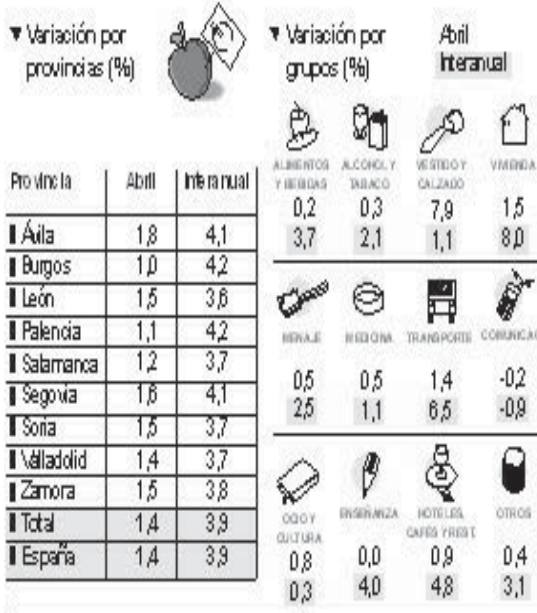 ▼ Variación por
provincias (%)
Provincia Abril Interanual
Ávila 1,8 4,1
Burgos 1,0 4,2
León 1,5 3,6
Palencia 1,1 4,2
Salamanca 1,2 3,7
Segovia 1,6 4,1
Soria 1,5 3,7
Valladolid 1,4 3,7
Zamora 1,5 3,8
Total 1,4 3,9
España 1,4 3,9
▼ Variación por
grupos (%)
Abril
Interanual
ALIMENTOS Y BEBIDAS
0,2
3,7
ALCOHOL Y TABACO
0,3
2,1
VESTIDO Y CALZADO
7,9
1,1
VIVIENDA
1,5
8,0
MENAJE
0,5
2,5
MEDICINA
0,5
1,1
TRANSPORTE
1,4
6,5
COMUNICAC
-0,2
-0,9
OCIO Y CULTURA
0,8
0,3
ENSEÑANZA
0,0
4,0
HOTELES, CAFÉS Y REST.
0,9
4,8
OTROS
0,4
3,1